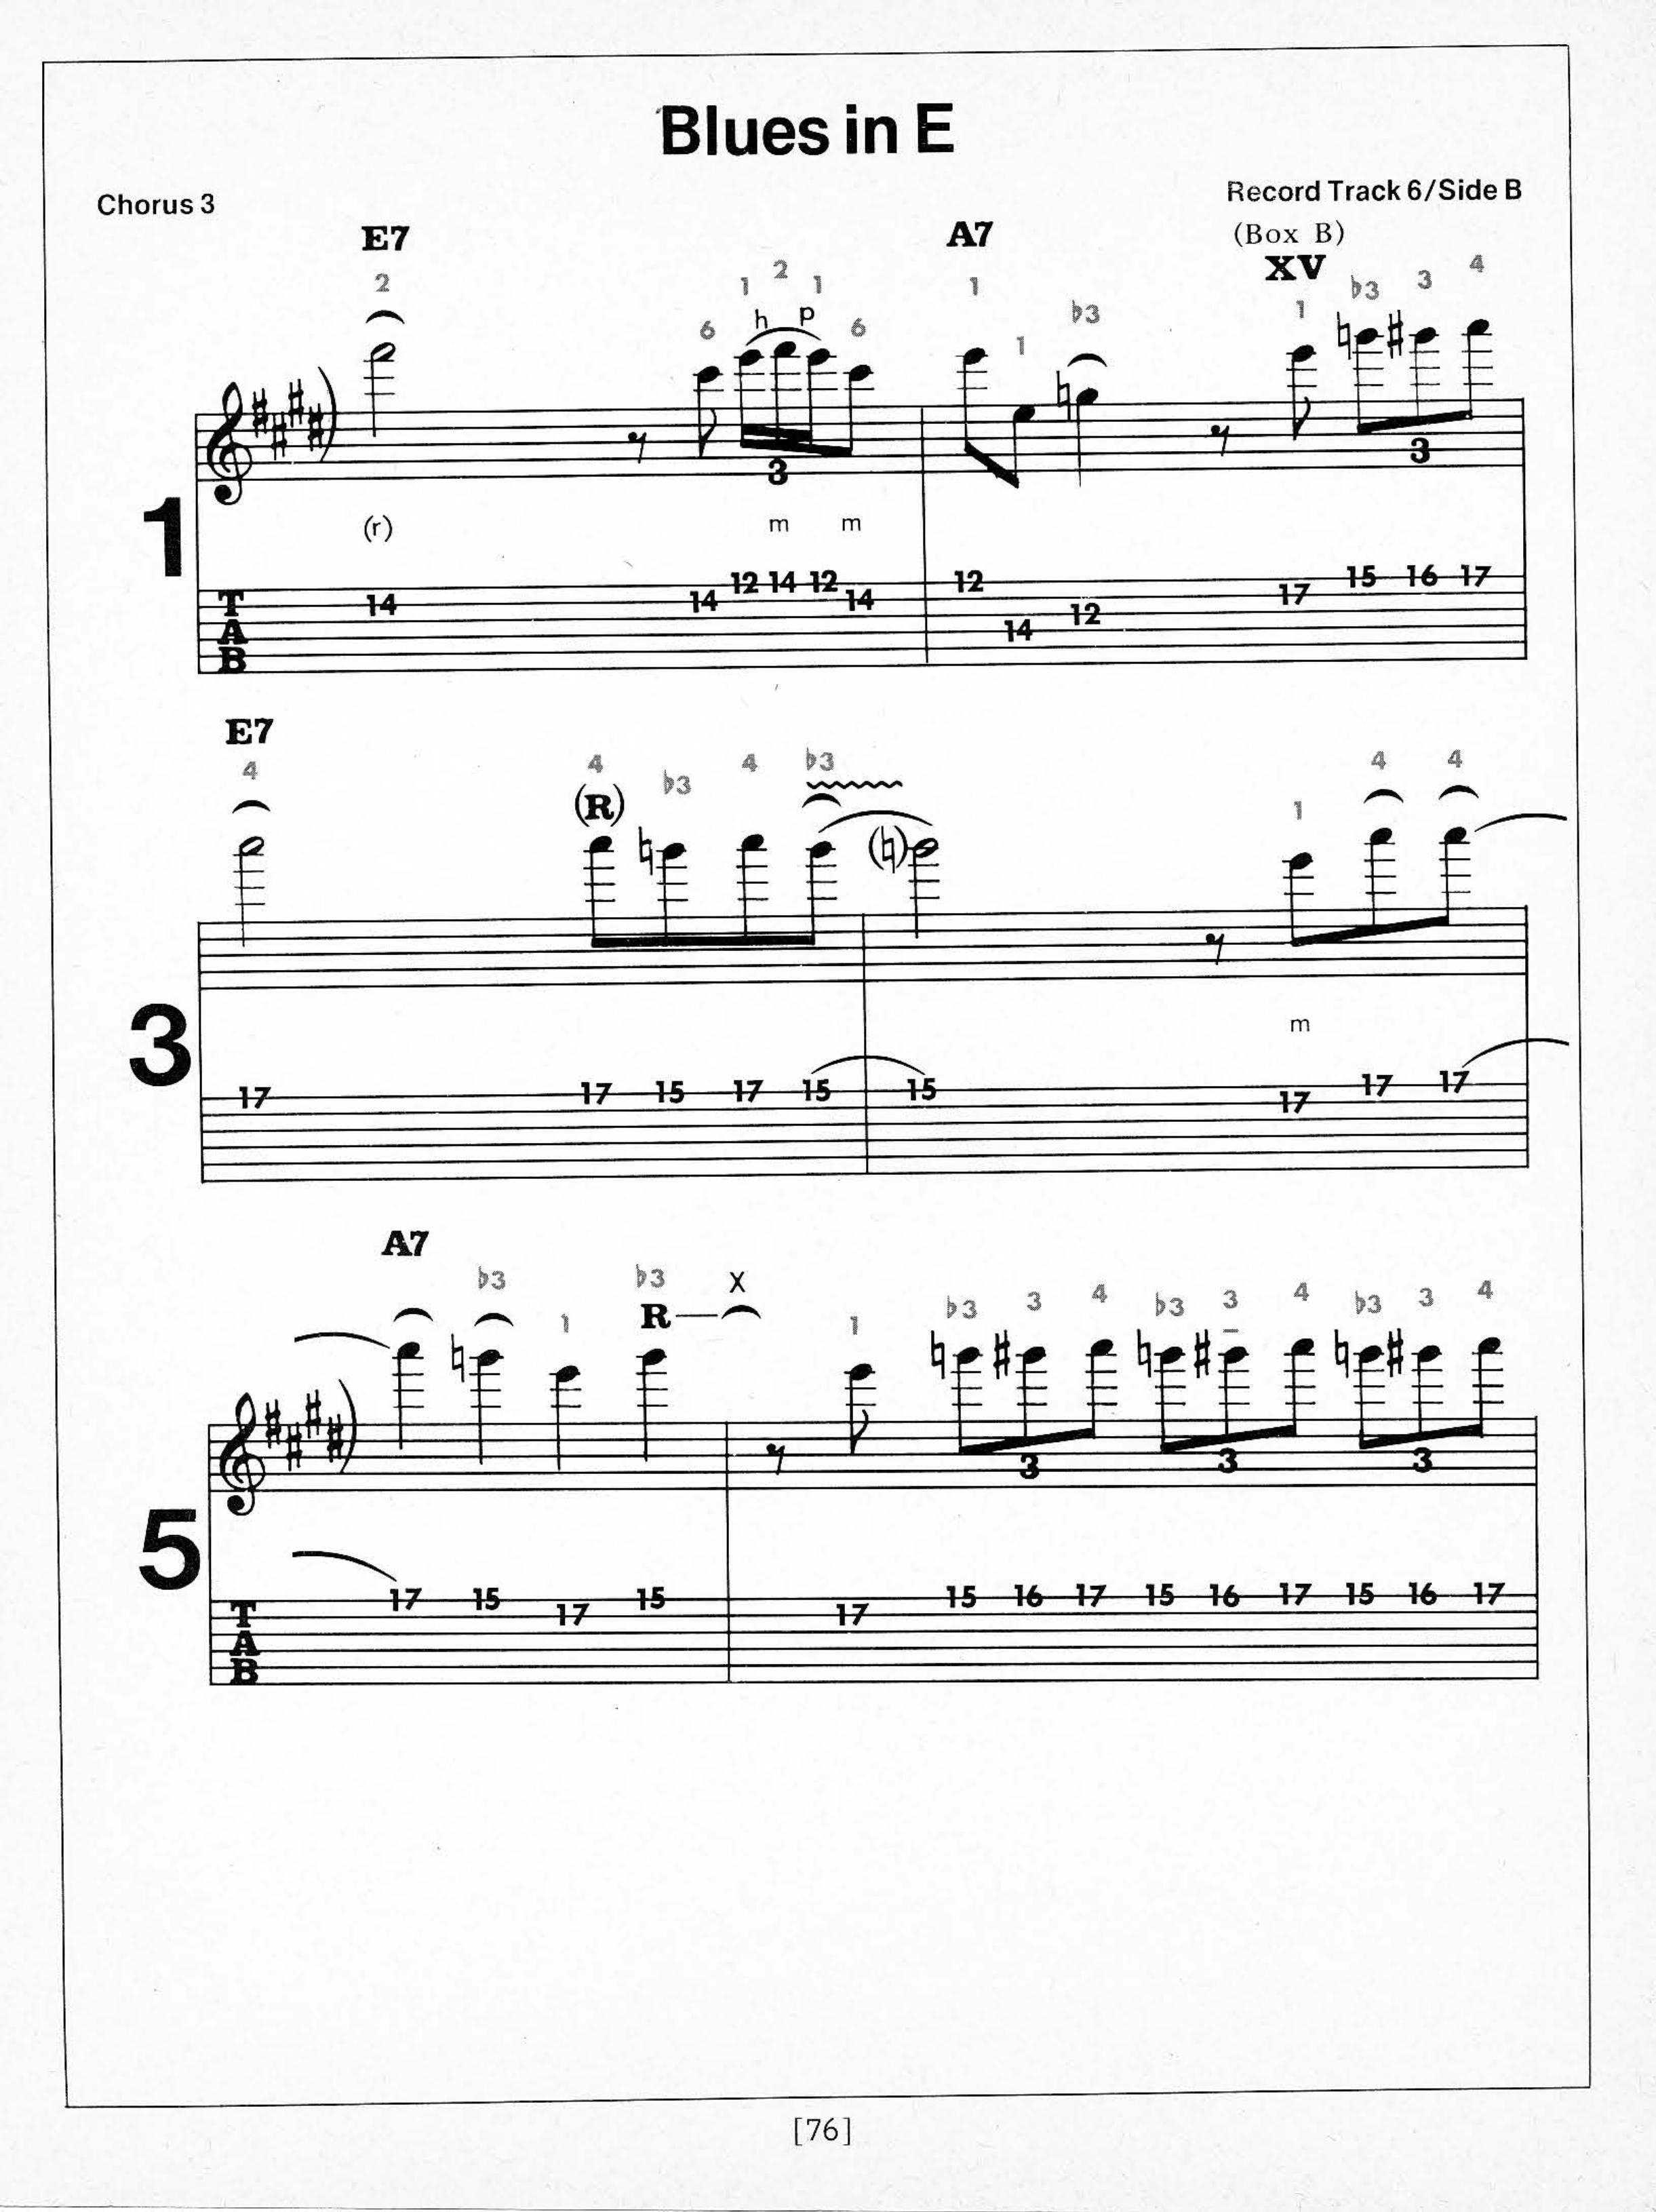 Blues in E
Chorus 3
Record Track 6/Side B
E7 A7 (Box B)
XV
2 6 1 2 1 6 1 1 ♭3 1 ♭3 3 4
h p
3 3
1
(r) m m
14 14 12 14 12 14 12 14 12 17 15 16 17
T
A
B
E7
4 4 ♭3 4 ♭3 1 4 4
(R)
3
m
17 17 15 17 15 15 17 17 17
A7
♭3 1 ♭3 X 1 ♭3 3 4 ♭3 3 4 ♭3 3 4
R
3 3 3
5
17 15 17 15 17 15 16 17 15 16 17 15 16 17
T
A
B
[76]